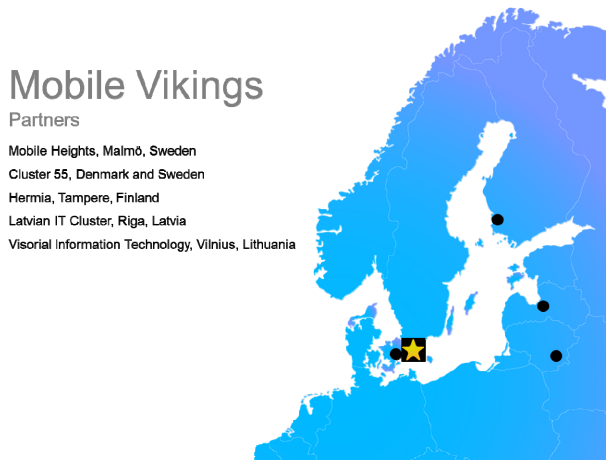 Mobile Vikings
Partners
Mobile Heights, Malmö, Sweden
Cluster 55, Denmark and Sweden
Hermia, Tampere, Finland
Latvian IT Cluster, Riga, Latvia
Visorial Information Technology, Vilnius, Lithuania